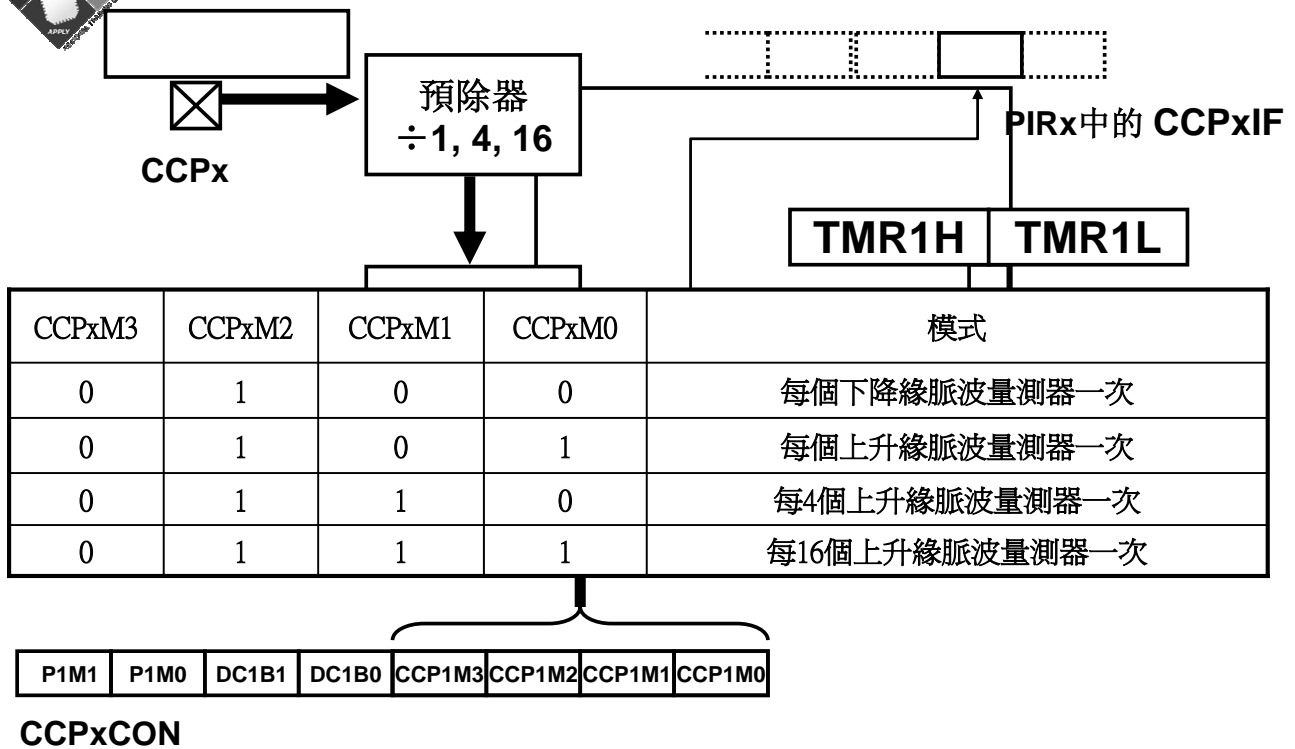 APPLY
預除器
÷1, 4, 16
PIRx中的 CCPxIF
CCPx
TMR1H TMR1L
CCPxM3 CCPxM2 CCPxM1 CCPxM0 模式
0 1 0 0 每個下降緣脈波量測器一次
0 1 0 1 每個上升緣脈波量測器一次
0 1 1 0 每4個上升緣脈波量測器一次
0 1 1 1 每16個上升緣脈波量測器一次
P1M1 P1M0 DC1B1 DC1B0 CCP1M3 CCP1M2 CCP1M1 CCP1M0
CCPxCON